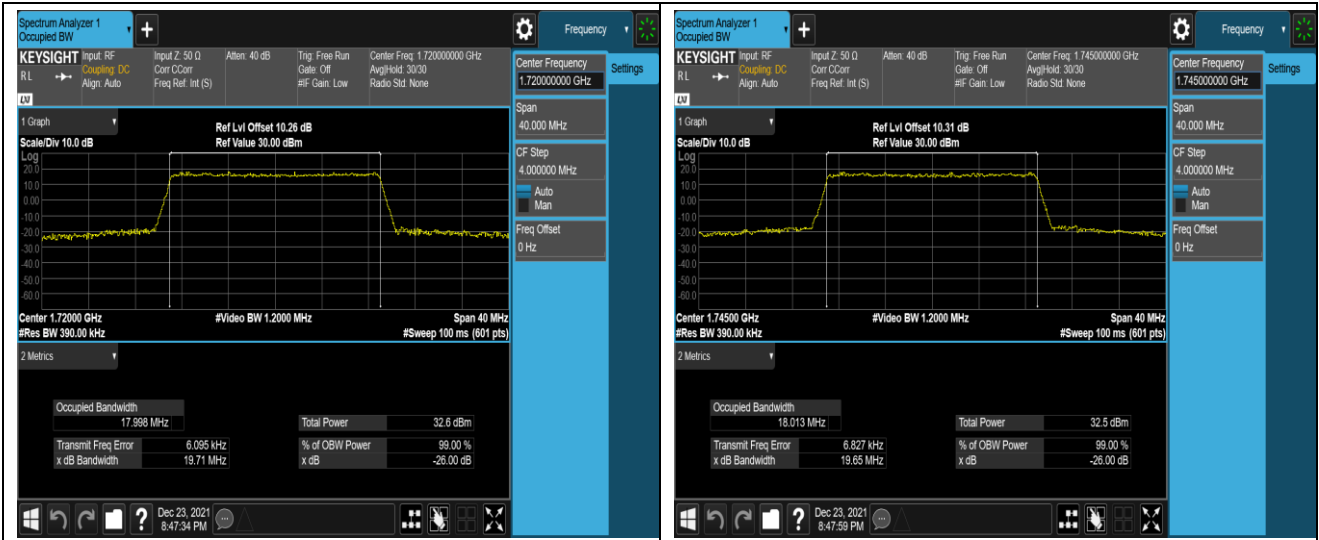 Spectrum Analyzer 1
Occupied BW
+
Frequency
KEYSIGHT Input: RF Input Z: 50 Ω Atten: 40 dB Trig: Free Run Center Freq: 1.720000000 GHz
RL Coupling: DC Corr CCorr Gate: Off Avg|Hold: 30/30
Align: Auto Freq Ref: Int (S) #IF Gain: Low Radio Std: None
LXI
Center Frequency
1.720000000 GHz
Settings
Span
40.000 MHz
CF Step
4.000000 MHz
Auto
Man
Freq Offset
0 Hz
1 Graph
Ref Lvl Offset 10.26 dB
Scale/Div 10.0 dB Ref Value 30.00 dBm
Log
20.0
10.0
0.00
-10.0
-20.0
-30.0
-40.0
-50.0
-60.0
Center 1.72000 GHz #Video BW 1.2000 MHz Span 40 MHz
#Res BW 390.00 kHz #Sweep 100 ms (601 pts)
2 Metrics
Occupied Bandwidth
17.998 MHz Total Power 32.6 dBm
Transmit Freq Error 6.095 kHz % of OBW Power 99.00 %
x dB Bandwidth 19.71 MHz x dB -26.00 dB
? Dec 23, 2021
8:47:34 PM
Spectrum Analyzer 1
Occupied BW
+
Frequency
KEYSIGHT Input: RF Input Z: 50 Ω Atten: 40 dB Trig: Free Run Center Freq: 1.745000000 GHz
RL Coupling: DC Corr CCorr Gate: Off Avg|Hold: 30/30
Align: Auto Freq Ref: Int (S) #IF Gain: Low Radio Std: None
LXI
Center Frequency
1.745000000 GHz
Settings
Span
40.000 MHz
CF Step
4.000000 MHz
Auto
Man
Freq Offset
0 Hz
1 Graph
Ref Lvl Offset 10.31 dB
Scale/Div 10.0 dB Ref Value 30.00 dBm
Log
20.0
10.0
0.00
-10.0
-20.0
-30.0
-40.0
-50.0
-60.0
Center 1.74500 GHz #Video BW 1.2000 MHz Span 40 MHz
#Res BW 390.00 kHz #Sweep 100 ms (601 pts)
2 Metrics
Occupied Bandwidth
18.013 MHz Total Power 32.5 dBm
Transmit Freq Error 6.827 kHz % of OBW Power 99.00 %
x dB Bandwidth 19.65 MHz x dB -26.00 dB
? Dec 23, 2021
8:47:59 PM